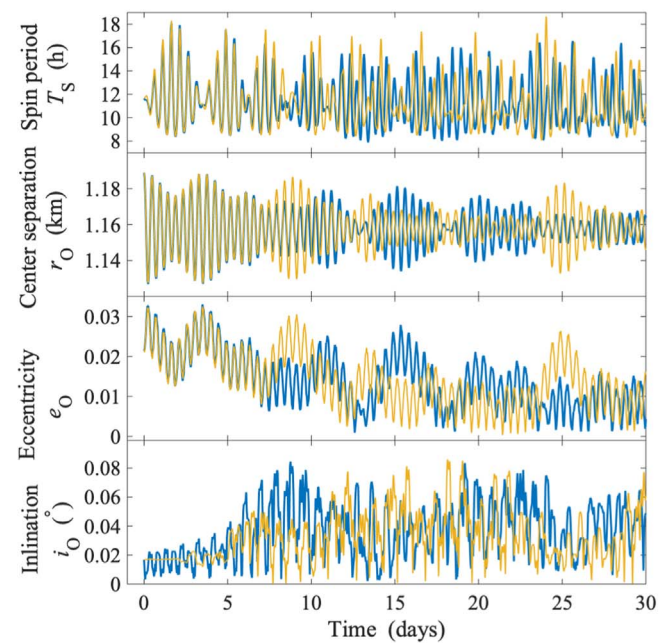 Spin period
T_S (h)
18
16
14
12
10
8
Center separation
r_O (km)
1.18
1.16
1.14
Eccentricity
e_O
0.03
0.02
0.01
0
Inlination
i_O (°)
0.08
0.06
0.04
0.02
0
0 5 10 15 20 25 30
Time (days)